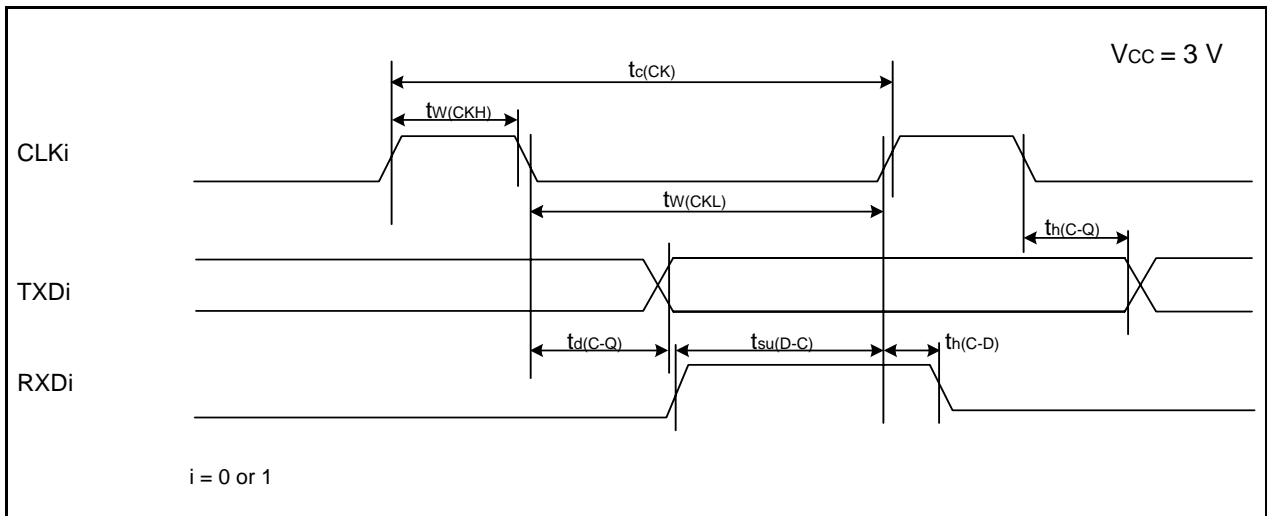 VCC = 3 V
tc(CK)
tW(CKH)
CLKi
tW(CKL)
th(C-Q)
TXDi
td(C-Q)
tsu(D-C)
th(C-D)
RXDi
i = 0 or 1